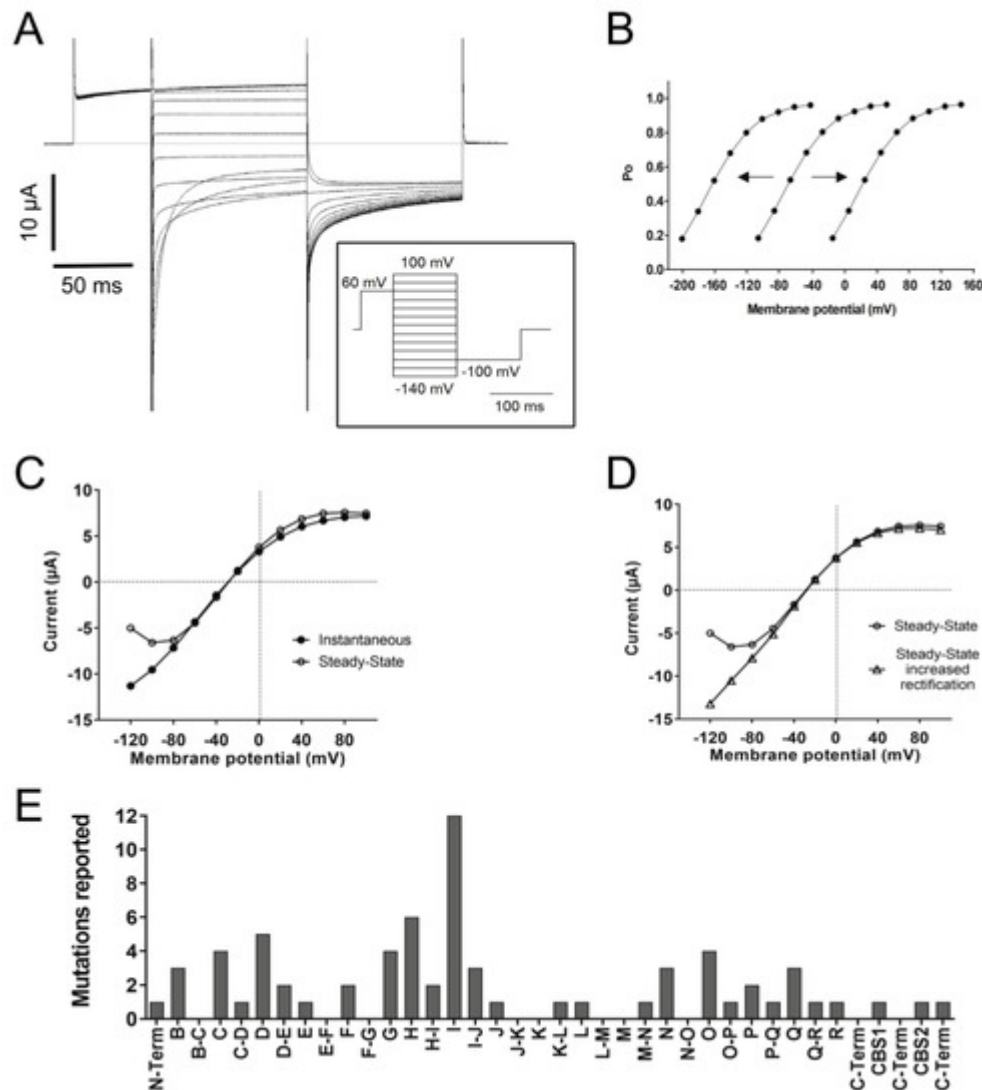 A
10 µA
50 ms
100 mV
60 mV
-100 mV
-140 mV
100 ms
B
Po
1.0
0.8
0.6
0.4
0.2
0.0
-200 -160 -120 -80 -40 0 40 80 120 160
Membrane potential (mV)
C
Current (µA)
10
5
0
-5
-10
-15
Instantaneous
Steady-State
-120 -80 -40 0 40 80
Membrane potential (mV)
D
Current (µA)
10
5
0
-5
-10
-15
Steady-State
Steady-State
increased
rectification
-120 -80 -40 0 40 80
Membrane potential (mV)
E
Mutations reported
12
10
8
6
4
2
0
N-Term
B
B-C
C
C-D
D
D-E
E
E-F
F
F-G
G
H
H-I
I
I-J
J
J-K
K
K-L
L
L-M
M
M-N
N
N-O
O
O-P
P
P-Q
Q
Q-R
R
C-Term
CBS1
C-Term
CBS2
C-Term